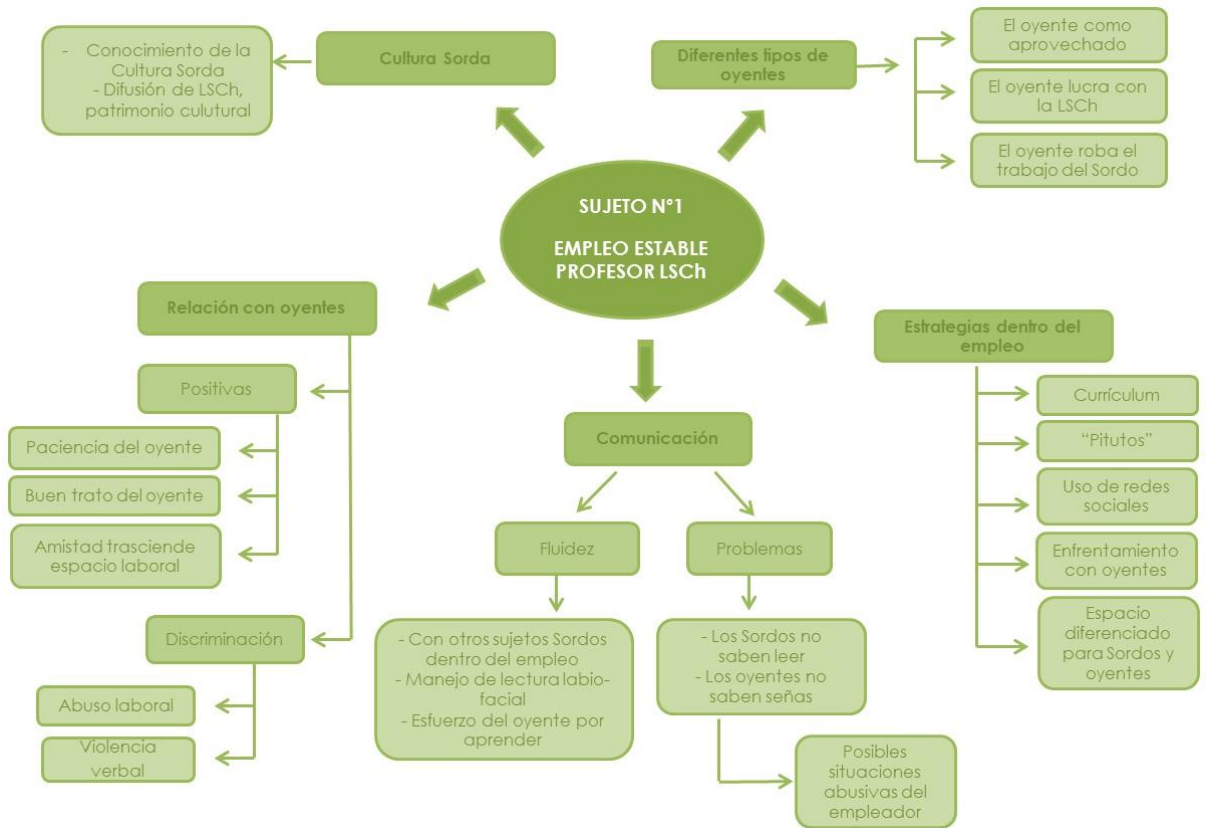 Cultura Sorda
- Conocimiento de la
Cultura Sorda
- Difusión de LSCh,
patrimonio culutural
Diferentes tipos de
oyentes
El oyente como
aprovechado
El oyente lucra con
la LSCh
El oyente roba el
trabajo del Sordo
SUJETO N°1
EMPLEO ESTABLE
PROFESOR LSCh
Relación con oyentes
Positivas
Paciencia del oyente
Buen trato del oyente
Amistad trasciende
espacio laboral
Discriminación
Abuso laboral
Violencia
verbal
Comunicación
Fluidez
- Con otros sujetos Sordos
dentro del empleo
- Manejo de lectura labio-
facial
- Esfuerzo del oyente por
aprender
Problemas
- Los Sordos no
saben leer
- Los oyentes no
saben señas
Posibles
situaciones
abusivas del
empleador
Estrategias dentro del
empleo
Currículum
“Pitutos”
Uso de redes
sociales
Enfrentamiento
con oyentes
Espacio
diferenciado
para Sordos y
oyentes